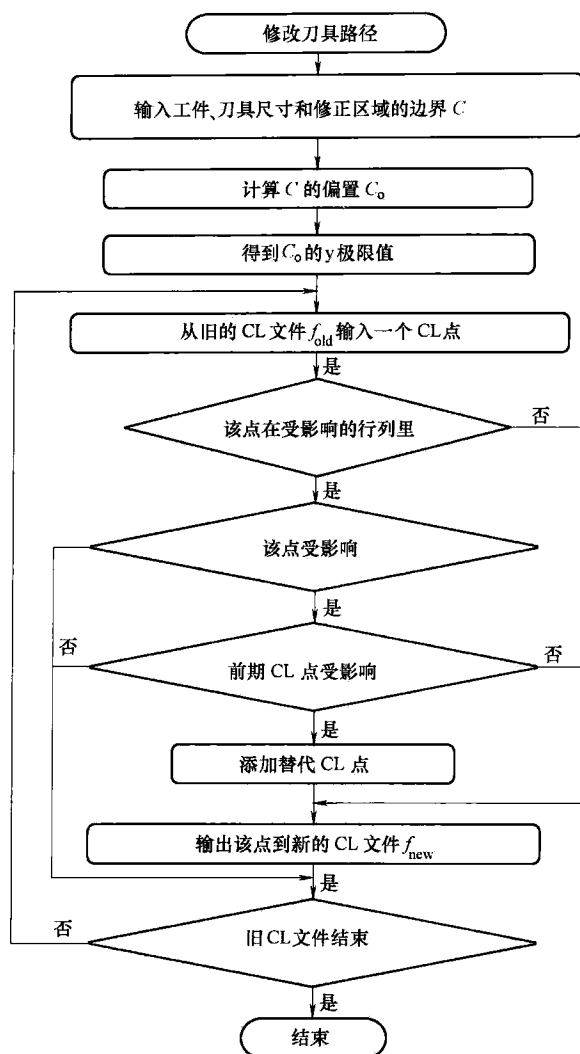 修改刀具路径
输入工件、刀具尺寸和修正区域的边界 C
计算 C 的偏置 Co
得到 Co 的 y 极限值
从旧的 CL 文件 fold 输入一个 CL 点
是
该点在受影响的行列里
否
是
该点受影响
是
否
前期 CL 点受影响
否
是
添加替代 CL 点
输出该点到新的 CL 文件 fnew
是
否
旧 CL 文件结束
是
结束